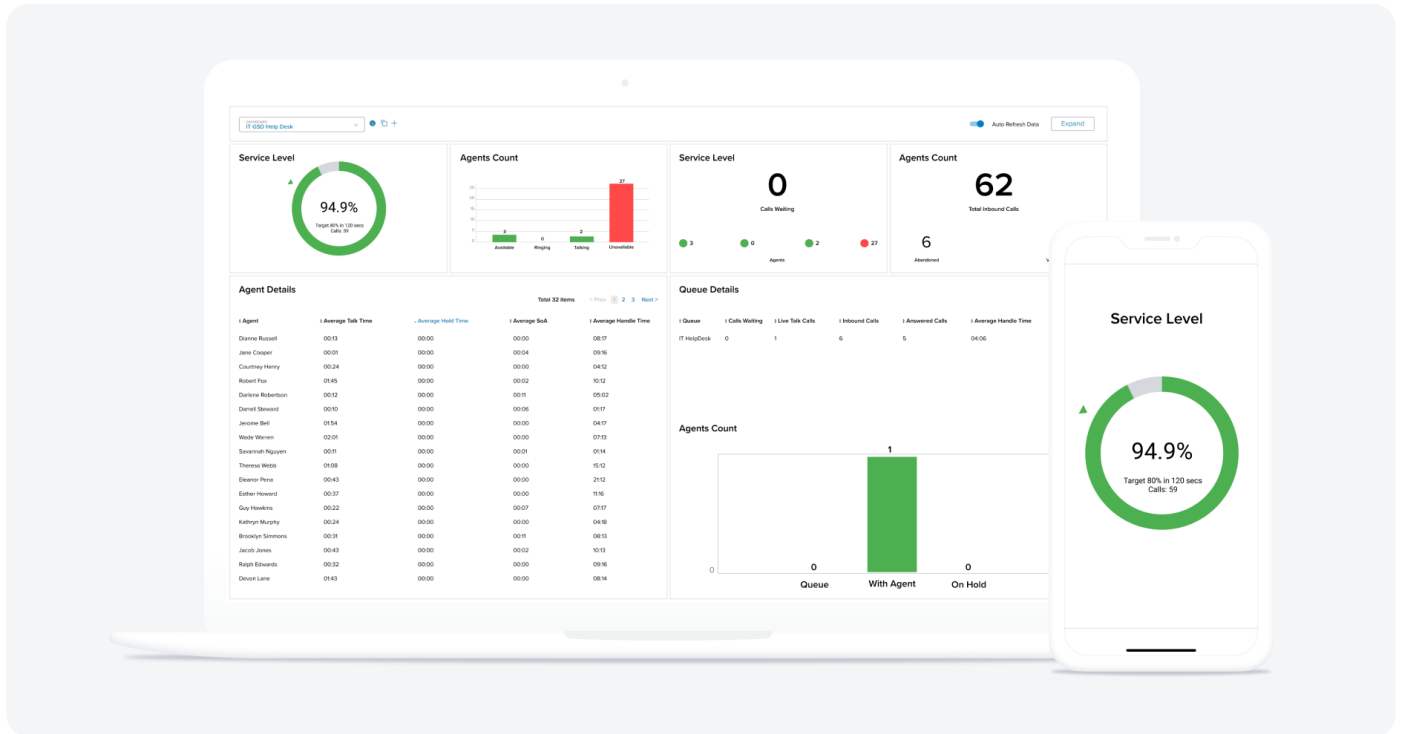 DASHBOARD
IT GSD Help Desk
Auto Refresh Data
Expand
Service Level
94.9%
Target 80% in 120 secs
Calls: 59
Agents Count
27
3 0 2
0
Available Ringing Talking Unavailable
Service Level
0
Calls Waiting
3 0 2 27
Agents
Agents Count
62
Total Inbound Calls
6
Abandoned
Agent Details
Total 32 items < Prev 1 2 3 Next >
Agent Average Talk Time Average Hold Time Average SoA Average Handle Time
Dianne Russell 00:13 00:00 00:00 08:17
Jane Cooper 00:01 00:00 00:04 09:16
Courtney Henry 00:24 00:00 00:00 04:12
Robert Fox 01:45 00:00 00:02 10:12
Darlene Robertson 00:12 00:00 00:11 05:02
Darrell Steward 00:10 00:00 00:06 01:17
Jerome Bell 01:54 00:00 00:00 04:17
Wade Warren 02:01 00:00 00:00 07:13
Savannah Nguyen 00:11 00:00 00:01 01:14
Theresa Webb 01:08 00:00 00:00 15:12
Eleanor Pena 00:43 00:00 00:00 21:12
Esther Howard 00:37 00:00 00:00 11:16
Guy Hawkins 00:22 00:00 00:07 07:17
Kathryn Murphy 00:24 00:00 00:00 04:18
Brooklyn Simmons 00:31 00:00 00:11 08:13
Jacob Jones 00:43 00:00 00:02 10:13
Ralph Edwards 00:32 00:00 00:00 09:16
Devon Lane 01:43 00:00 00:00 08:14
Queue Details
Queue Calls Waiting Live Talk Calls Inbound Calls Answered Calls Average Handle Time
IT HelpDesk 0 1 6 5 04:06
Agents Count
1
0 0
0
Queue With Agent On Hold
Service Level
94.9%
Target 80% in 120 secs
Calls: 59